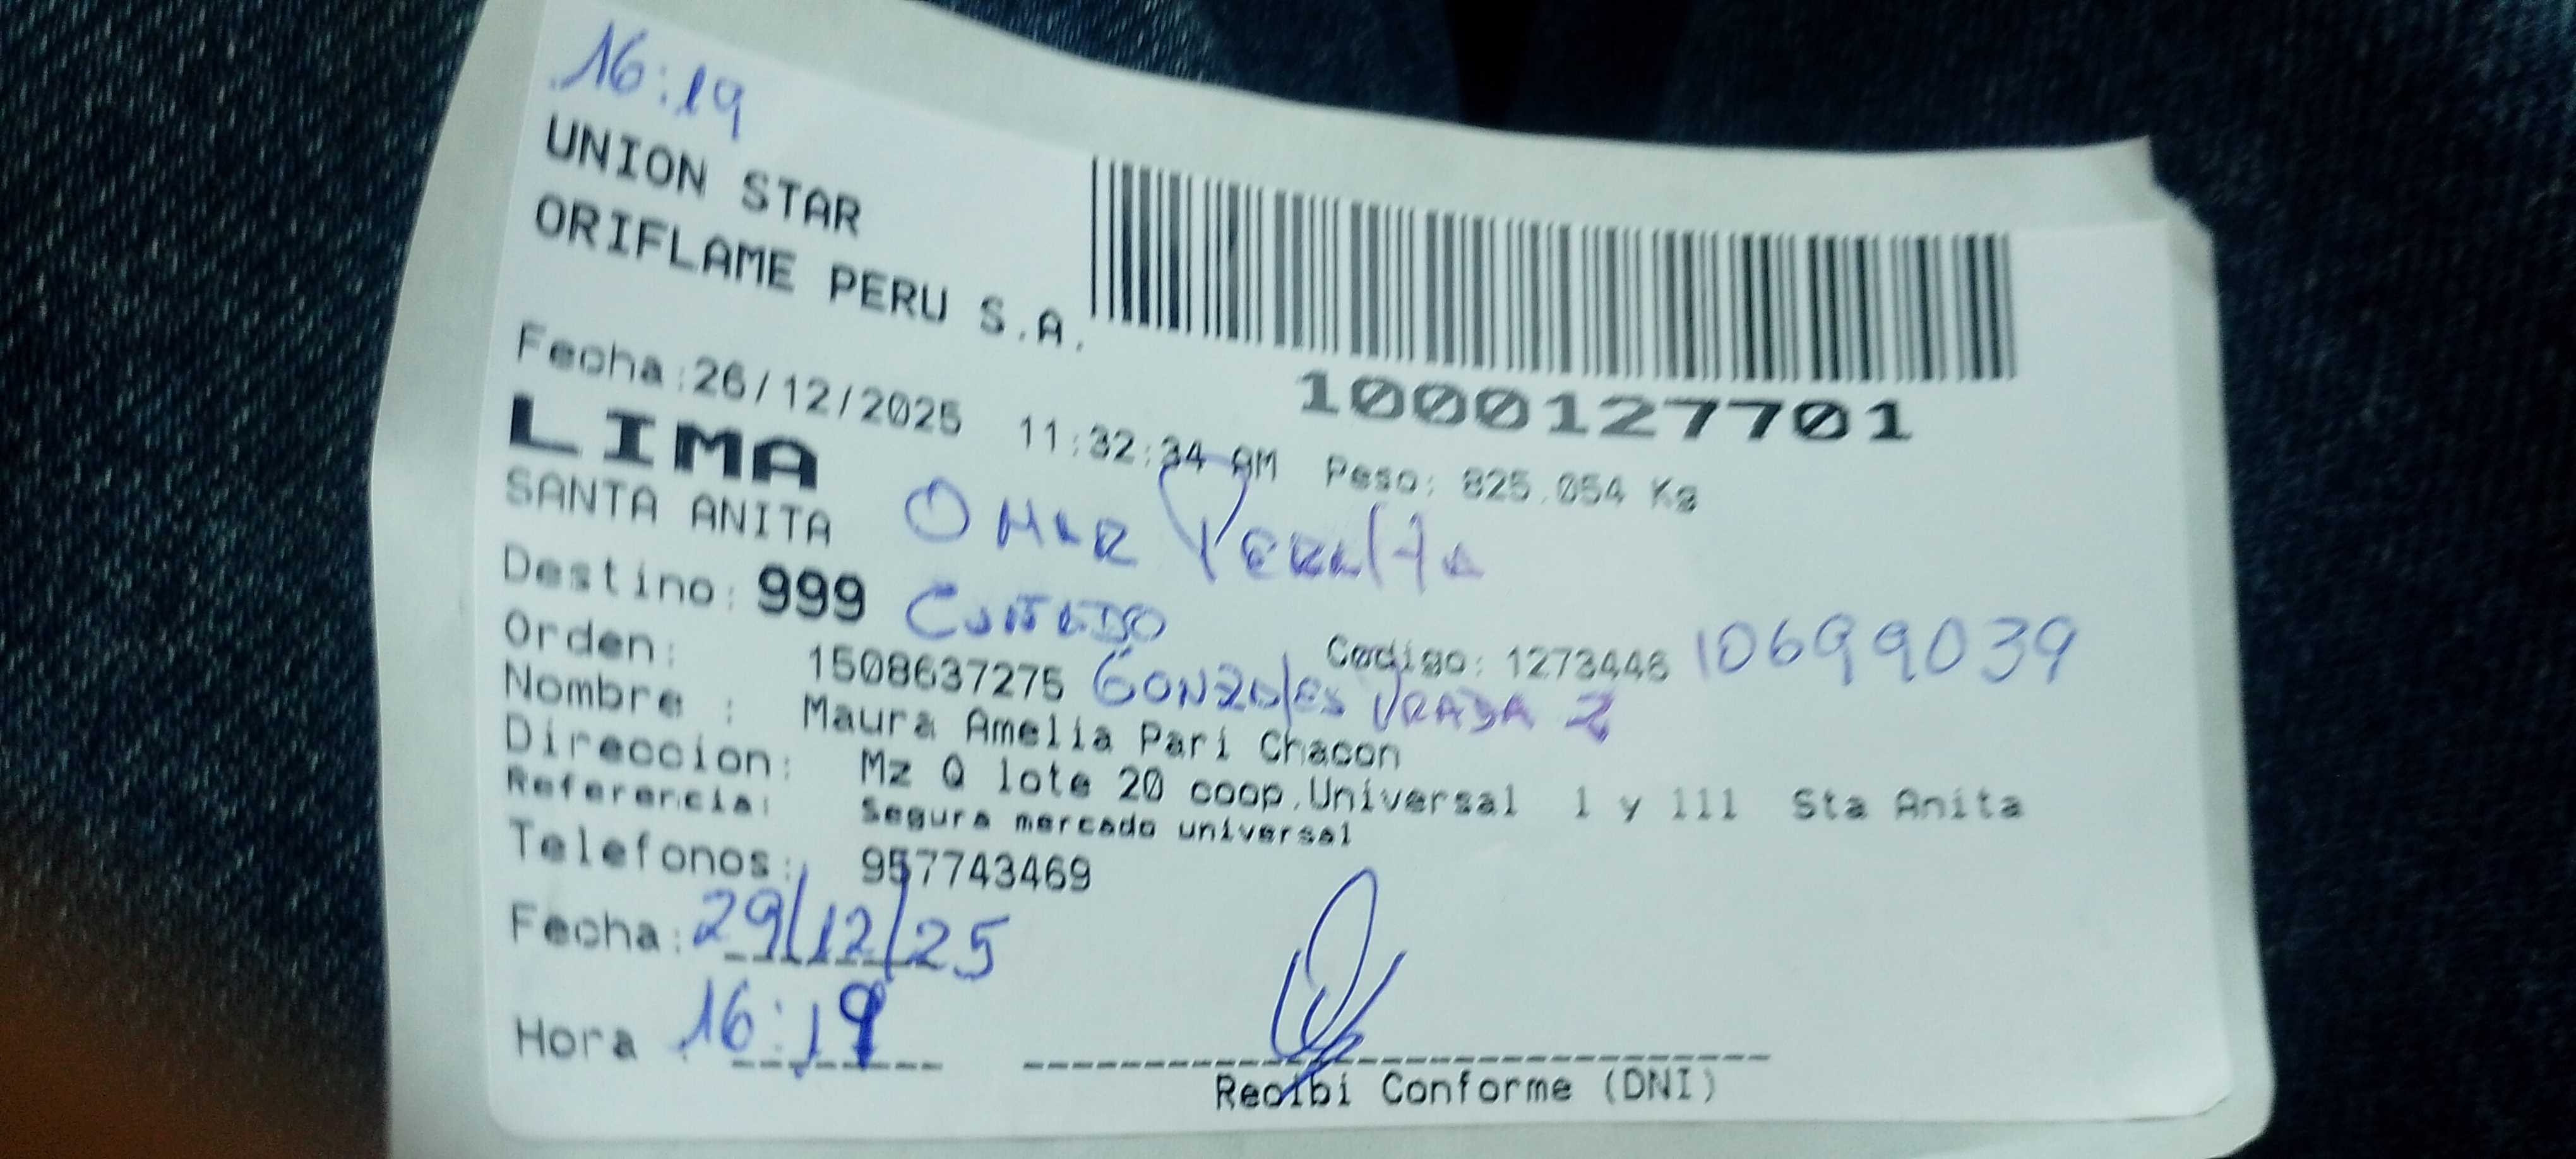 16:19
UNION STAR
ORIFLAME PERU S.A.
1000127701
Fecha:26/12/2025 11:32:34 AM Peso: 825.054 Kg
LIMA
SANTA ANITA OMAR PERALTA
Destino: 999
Orden: 1508637275 Codigo: 1273446 10699039
GONZALES
Nombre : Maura Amelia Pari Chacon
Direccion: Mz Q lote 20 coop.Universal 1 y 111 Sta Anita
Referencia: Segura mercado universal
Telefonos: 957743469
Fecha: 29/12/25
Hora 16:19
Recibi Conforme (DNI)